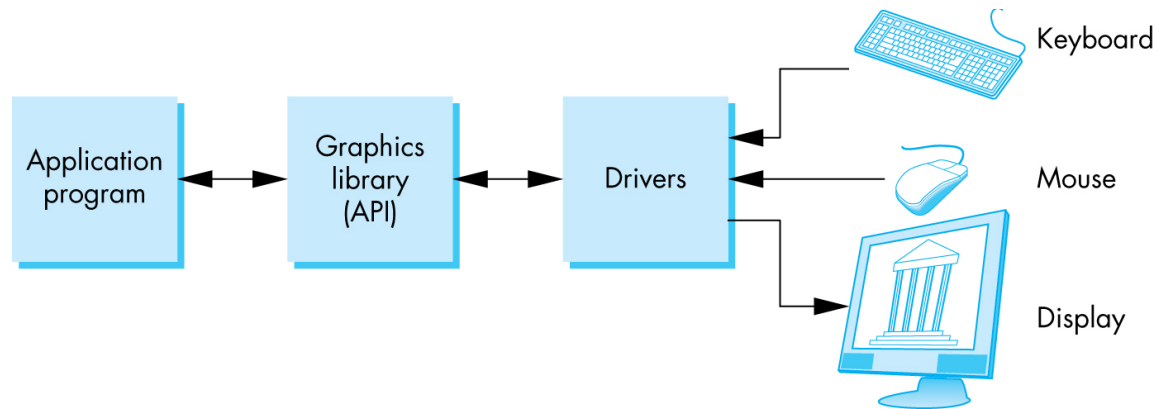 Application
program
Graphics
library
(API)
Drivers
Keyboard
Mouse
Display